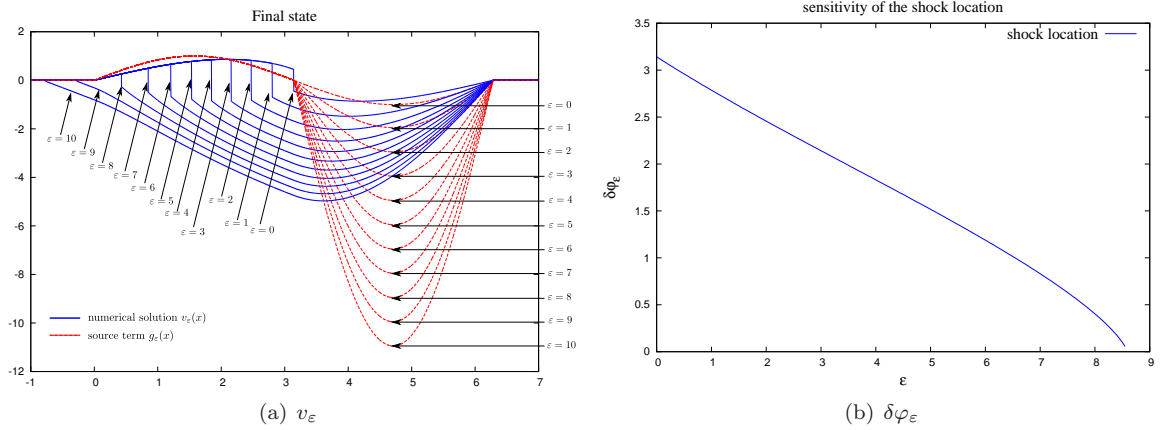 Final state
2
0
-2
-4
-6
-8
-10
-12
-1
0
1
2
3
4
5
6
7
ε = 10
ε = 9
ε = 8
ε = 7
ε = 6
ε = 5
ε = 4
ε = 3
ε = 2
ε = 1
ε = 0
ε = 0
ε = 1
ε = 2
ε = 3
ε = 4
ε = 5
ε = 6
ε = 7
ε = 8
ε = 9
ε = 10
numerical solution vε(x)
source term gε(x)
(a) vε
sensitivity of the shock location
shock location
3.5
3
2.5
2
1.5
1
0.5
0
δφε
0
1
2
3
4
5
6
7
8
9
ε
(b) δφε